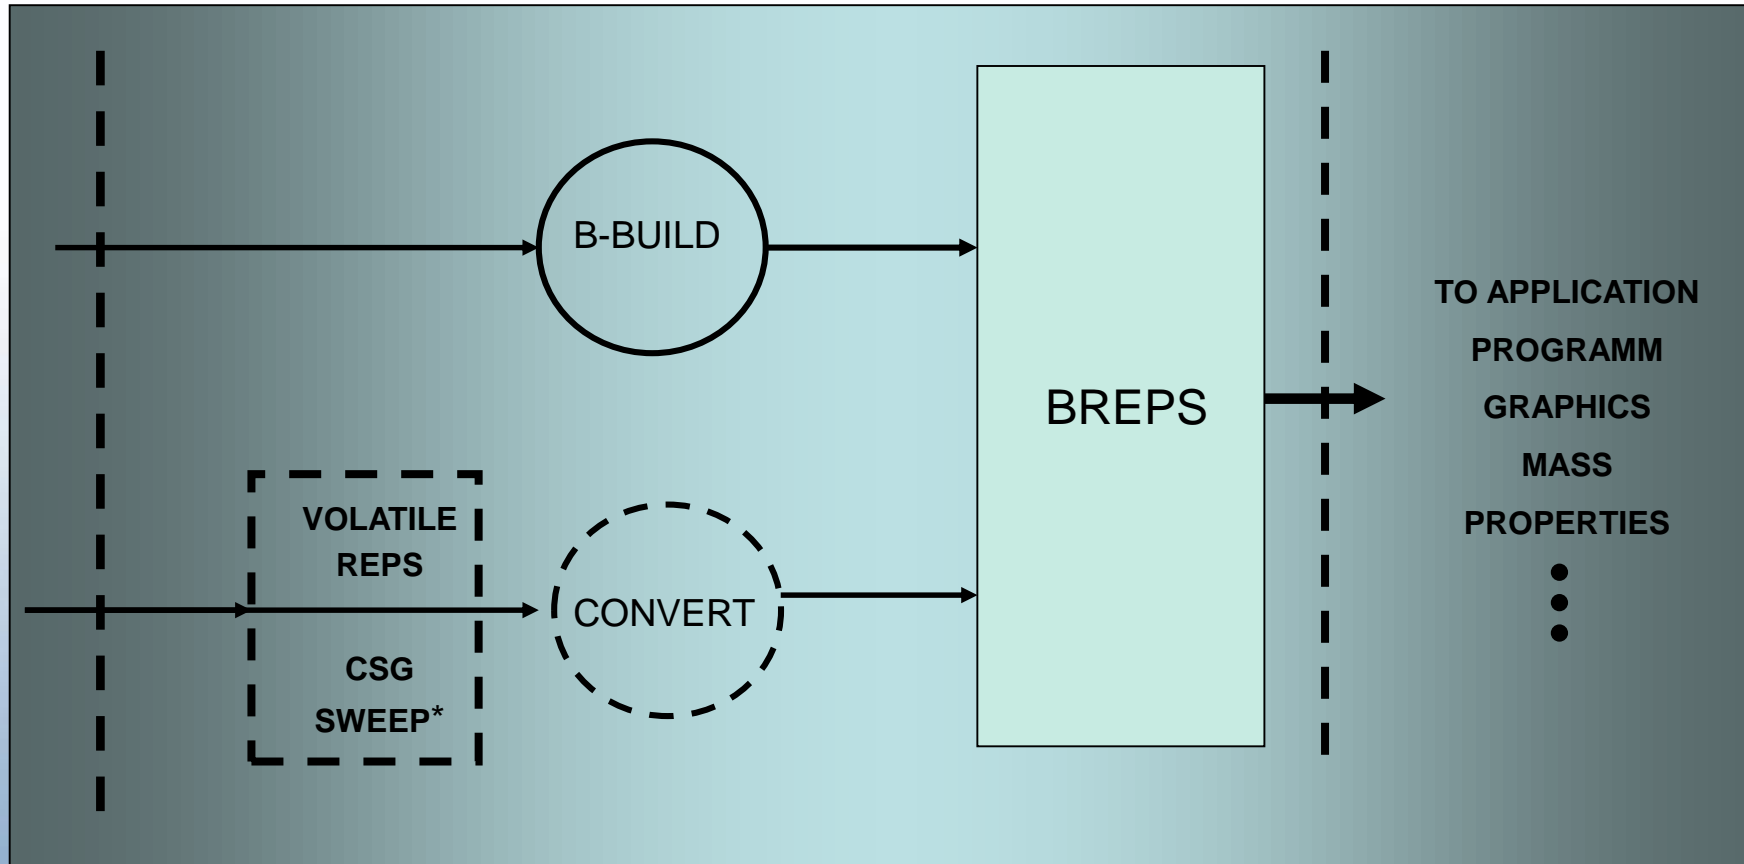 B-BUILD
BREPS
VOLATILE
REPS
CSG
SWEEP*
CONVERT
TO APPLICATION
PROGRAMM
GRAPHICS
MASS
PROPERTIES